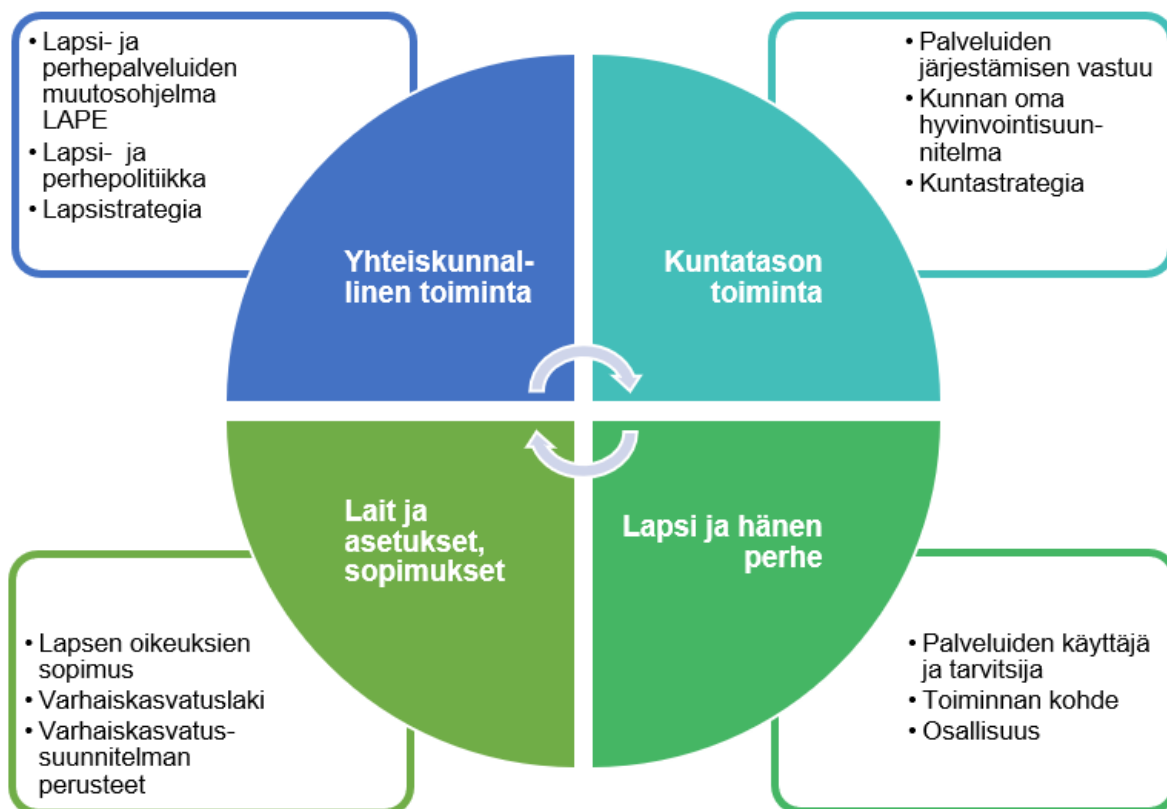 • Lapsi- ja
perhepalveluiden
muutosohjelma
LAPE
• Lapsi- ja
perhepolitiikka
• Lapsistrategia
• Palveluiden
järjestämisen vastuu
• Kunnan oma
hyvinvointisuun-
nitelma
• Kuntastrategia
Yhteiskunnal-
linen toiminta
Kuntatason
toiminta
Lait ja
asetukset,
sopimukset
Lapsi ja hänen
perhe
• Lapsen oikeuksien
sopimus
• Varhaiskasvatuslaki
• Varhaiskasvatus-
suunnitelman
perusteet
• Palveluiden käyttäjä
ja tarvitsija
• Toiminnan kohde
• Osallisuus